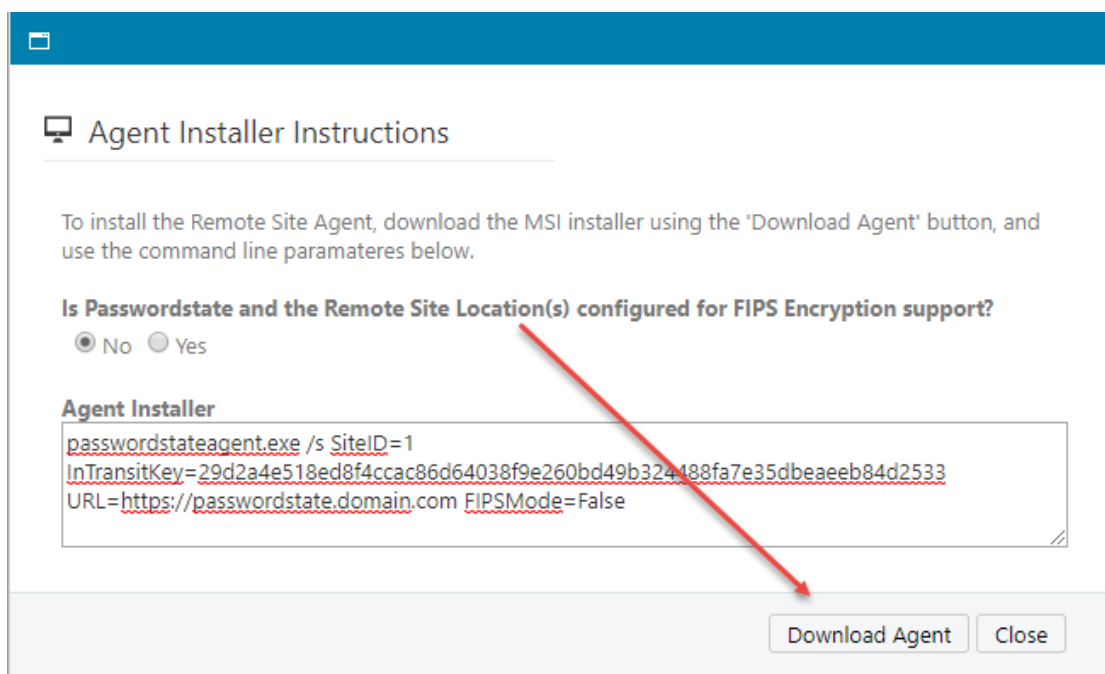 Agent Installer Instructions
To install the Remote Site Agent, download the MSI installer using the 'Download Agent' button, and
use the command line paramateres below.
Is Passwordstate and the Remote Site Location(s) configured for FIPS Encryption support?
No Yes
Agent Installer
passwordstateagent.exe /s SiteID=1
InTransitKey=29d2a4e518ed8f4ccac86d64038f9e260bd49b324488fa7e35dbeaeeb84d2533
URL=https://passwordstate.domain.com FIPSMode=False
Download Agent Close